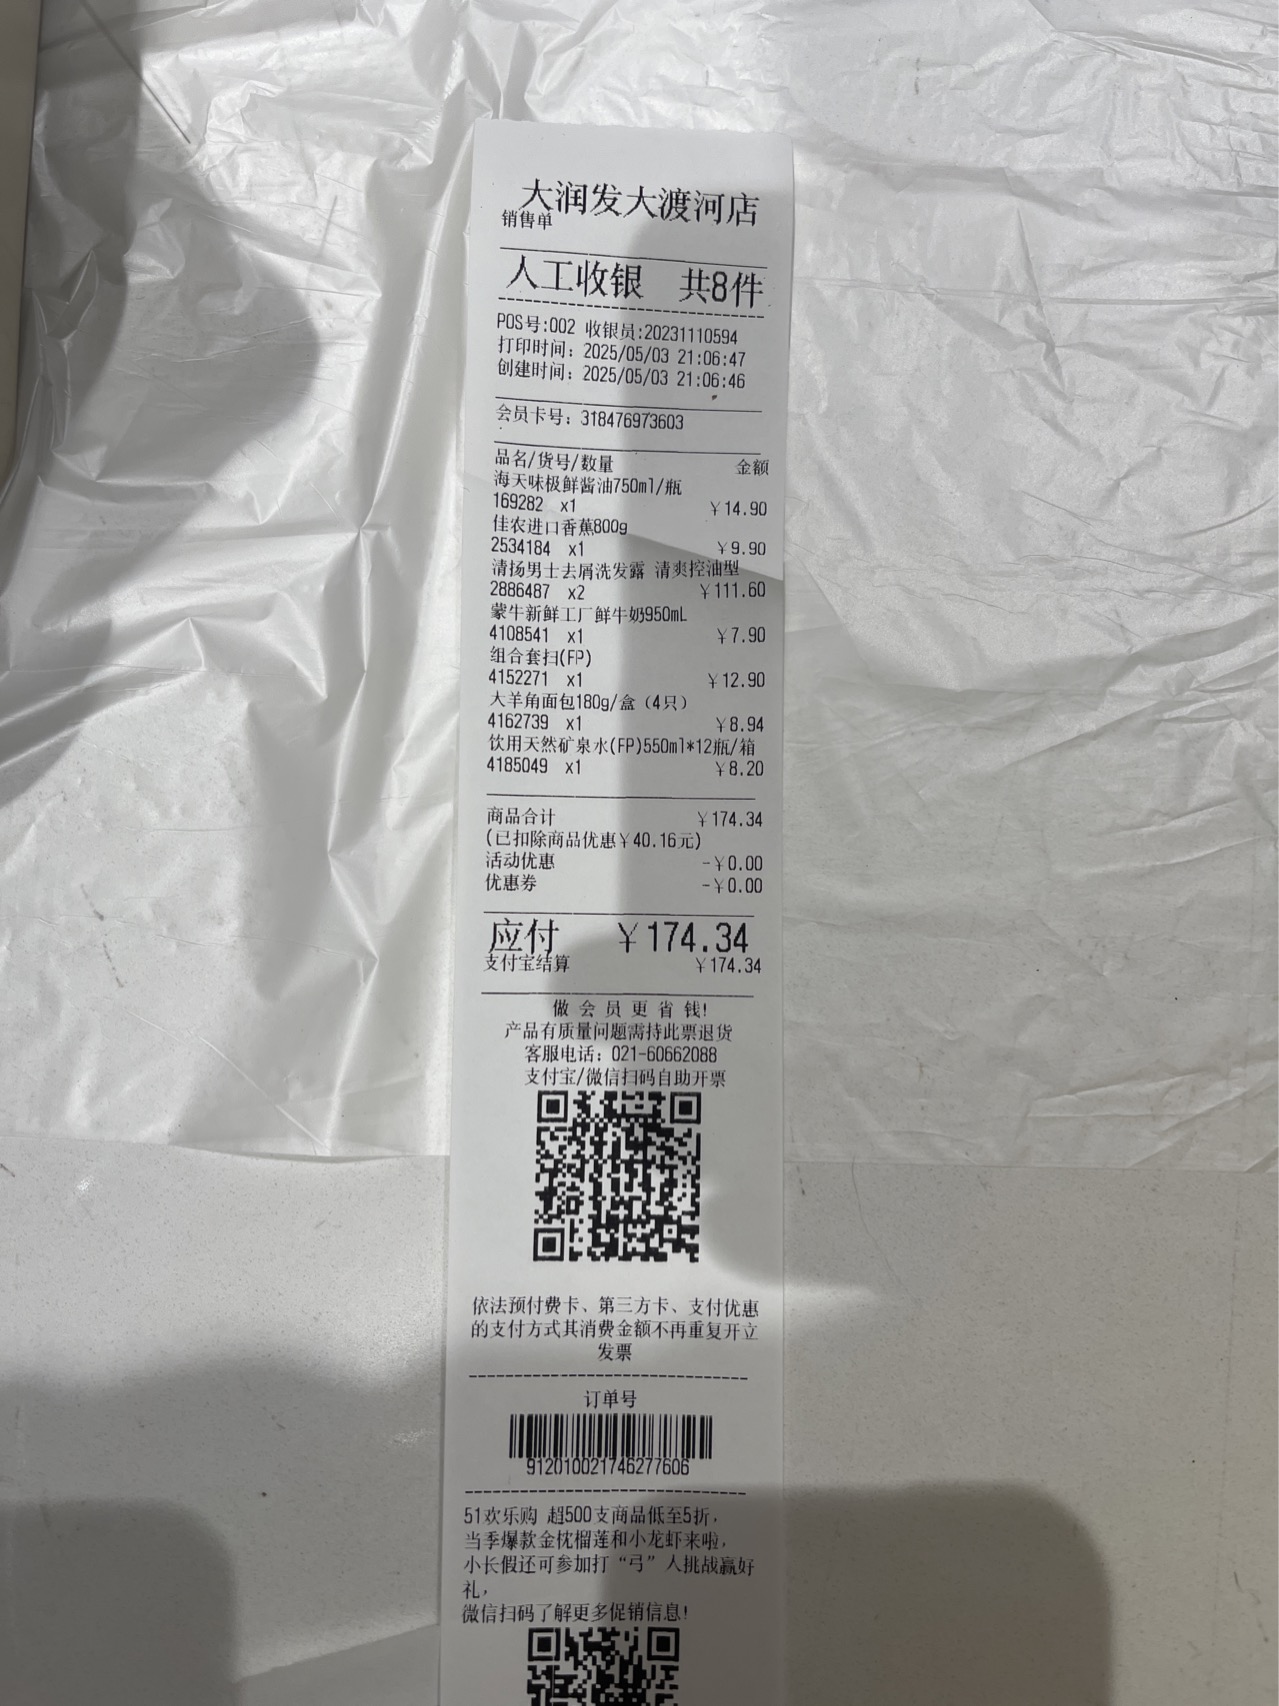 大润发大渡河店
销售单
人工收银 共8件
POS号:002 收银员:20231110594
打印时间: 2025/05/03 21:06:47
创建时间: 2025/05/03 21:06:46
会员卡号: 318476973603
品名/货号/数量 金额
海天味极鲜酱油750ml/瓶
169282 x1 ¥14.90
佳农进口香蕉800g
2534184 x1 ¥9.90
清扬男士去屑洗发露 清爽控油型
2886487 x2 ¥111.60
蒙牛新鲜工厂鲜牛奶950mL
4108541 x1 ¥7.90
组合套扫(FP)
4152271 x1 ¥12.90
大羊角面包180g/盒（4只）
4162739 x1 ¥8.94
饮用天然矿泉水(FP)550ml*12瓶/箱
4185049 x1 ¥8.20
商品合计 ¥174.34
(已扣除商品优惠¥40.16元)
活动优惠 -¥0.00
优惠券 -¥0.00
应付 ¥174.34
支付宝结算 ¥174.34
做 会 员 更 省 钱!
产品有质量问题需持此票退货
客服电话: 021-60662088
支付宝/微信扫码自助开票
依法预付费卡、第三方卡、支付优惠
的支付方式其消费金额不再重复开立
发票
订单号
912010021746277606
51欢乐购 超500支商品低至5折,
当季爆款金枕榴莲和小龙虾来啦,
小长假还可参加打“弓”人挑战赢好
礼,
微信扫码了解更多促销信息!